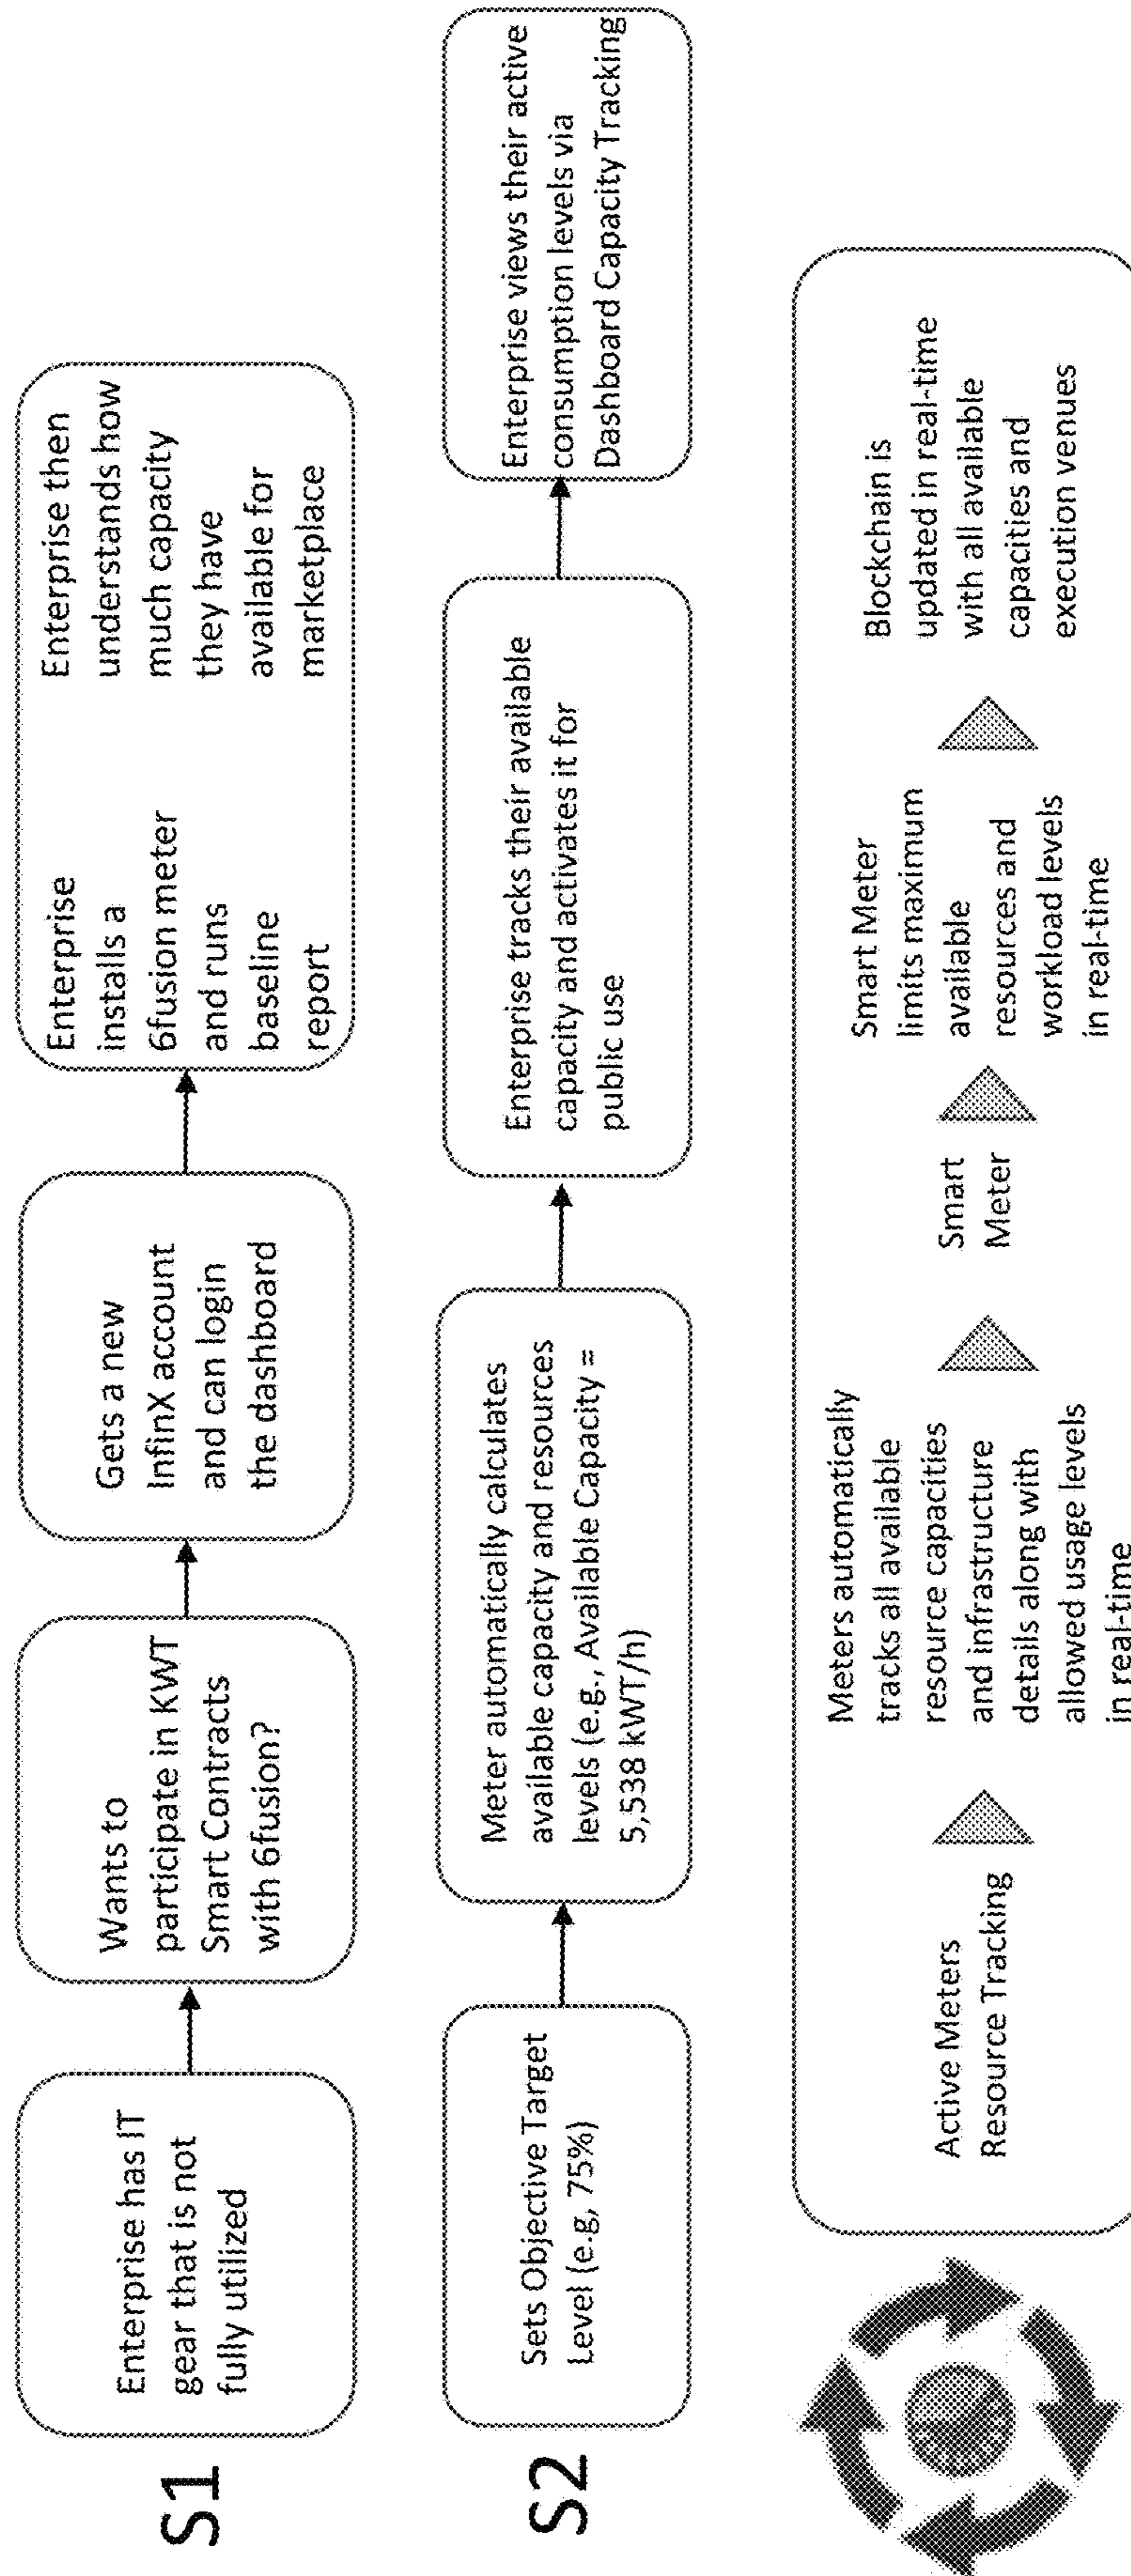 S1
Enterprise has IT
gear that is not
fully utilized
Wants to
participate in KWT
Smart Contracts
with 6fusion?
Gets a new
InfinX account
and can login
the dashboard
Enterprise
installs a
6fusion meter
and runs
baseline
report
Enterprise then
understands how
much capacity
they have
available for
marketplace
S2
Sets Objective Target
Level (e.g, 75%)
Meter automatically calculates
available capacity and resources
levels (e.g., Available Capacity =
5,538 kWT/h)
Enterprise tracks their available
capacity and activates it for
public use
Enterprise views their active
consumption levels via
Dashboard Capacity Tracking
Active Meters
Resource Tracking
Meters automatically
tracks all available
resource capacities
and infrastructure
details along with
allowed usage levels
in real-time
Smart
Meter
Smart Meter
limits maximum
available
resources and
workload levels
in real-time
Blockchain is
updated in real-time
with all available
capacities and
execution venues